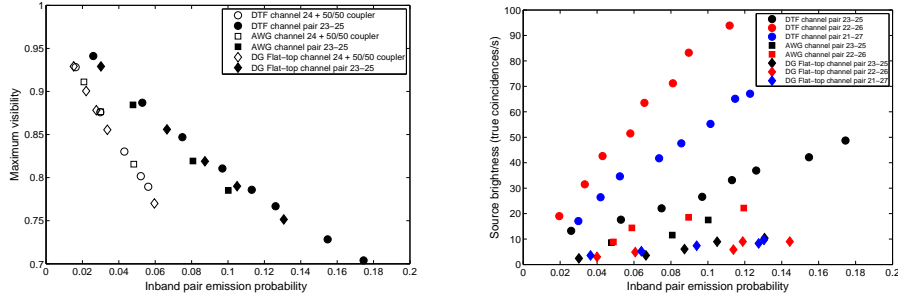 DTF channel 24 + 50/50 coupler
DTF channel pair 23−25
AWG channel 24 + 50/50 coupler
AWG channel pair 23−25
DG Flat−top channel 24 + 50/50 coupler
DG Flat−top channel pair 23−25
Maximum visibility
1
0.95
0.9
0.85
0.8
0.75
0.7
0 0.02 0.04 0.06 0.08 0.1 0.12 0.14 0.16 0.18 0.2
Inband pair emission probability
DTF channel pair 23−25
DTF channel pair 22−26
DTF channel pair 21−27
AWG channel pair 23−25
AWG channel pair 22−26
DG Flat−top channel pair 23−25
DG Flat−top channel pair 22−26
DG Flat−top channel pair 21−27
Source brightness (true coincidences/s)
100
90
80
70
60
50
40
30
20
10
0
0 0.02 0.04 0.06 0.08 0.1 0.12 0.14 0.16 0.18 0.2
Inband pair emission probability